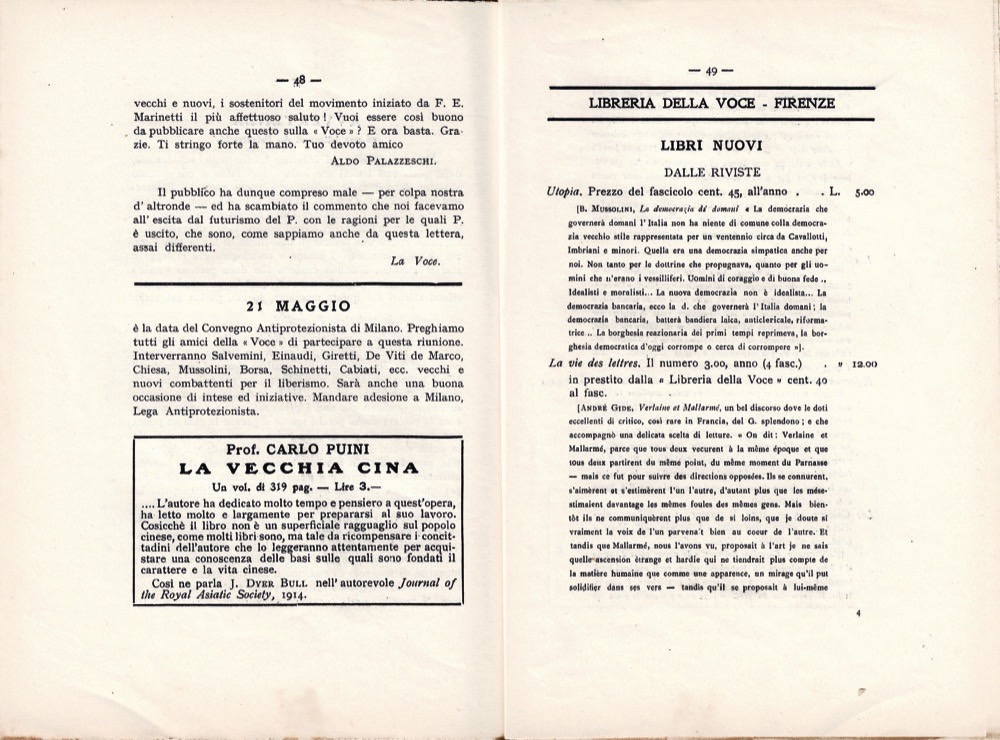 — 48 —
vecchi e nuovi, i sostenitori del movimento iniziato da F. E.
Marinetti il più affettuoso saluto ! Vuoi essere così buono
da pubblicare anche questo sulla « Voce » ? E ora basta. Gra-
zie. Ti stringo forte la mano. Tuo devoto amico
ALDO PALAZZESCHI.
Il pubblico ha dunque compreso male — per colpa nostra
d' altronde — ed ha scambiato il commento che noi facevamo
all' escita dal futurismo del P. con le ragioni per le quali P.
è uscito, che sono, come sappiamo anche da questa lettera,
assai differenti.
La Voce.
21 MAGGIO
è la data del Convegno Antiprotezionista di Milano. Preghiamo
tutti gli amici della « Voce » di partecipare a questa riunione.
Interverranno Salvemini, Einaudi, Giretti, De Viti de Marco,
Chiesa, Mussolini, Borsa, Schinetti, Cabiati, ecc. vecchi e
nuovi combattenti per il liberismo. Sarà anche una buona
occasione di intese ed iniziative. Mandare adesione a Milano,
Lega Antiprotezionista.
Prof. CARLO PUINI
LA VECCHIA CINA
Un vol. di 319 pag. — Lire 3.—
.... L'autore ha dedicato molto tempo e pensiero a quest'opera,
ha letto molto e largamente per prepararsi al suo lavoro.
Cosicchè il libro non è un superficiale ragguaglio sul popolo
cinese, come molti libri sono, ma tale da ricompensare i concit-
tadini dell'autore che lo leggeranno attentamente per acqui-
stare una conoscenza delle basi sulle quali sono fondati il
carattere e la vita cinese.
Così ne parla J. DYER BULL nell' autorevole Journal of
the Royal Asiatic Society, 1914.
— 49 —
LIBRERIA DELLA VOCE - FIRENZE
LIBRI NUOVI
DALLE RIVISTE
Utopia. Prezzo del fascicolo cent. 45, all'anno . . L. 5.00
[B. MUSSOLINI, La democrazia di domani « La democrazia che
governerà domani l' Italia non ha niente di comune colla democra-
zia vecchio stile rappresentata per un ventennio circa da Cavallotti,
Imbriani e minori. Quella era una democrazia simpatica anche per
noi. Non tanto per le dottrine che propugnava, quanto per gli uo-
mini che n'erano i vessilliferi. Uomini di coraggio e di buona fede ..
Idealisti e moralisti... La nuova democrazia non è idealista... La
democrazia bancaria, ecco la d. che governerà l' Italia domani ; la
democrazia bancaria, batterà bandiera laica, anticlericale, riforma-
trice .. La borghesia reazionaria dei primi tempi reprimeva, la bor-
ghesia democratica d'oggi corrompe o cerca di corrompere »].
La vie des lettres. Il numero 3.00, anno (4 fasc.) . » 12.00
in prestito dalla « Libreria della Voce » cent. 40
al fasc.
[ANDRÉ GIDE, Verlaine et Mallarmé, un bel discorso dove le doti
eccellenti di critico, così rare in Francia, del G. splendono ; e che
accompagnò una delicata scelta di letture. « On dit : Verlaine et
Mallarmé, parce que tous deux vecurent à la même époque et que
tous deux partirent du même point, du même moment du Parnasse
— mais ce fut pour suivre des directions opposées. Ils se connurent,
s'aimèrent et s'estimèrent l'un l'autre, d'autant plus que les mése-
stimaient davantage les mêmes foules des mêmes gens. Mais bien-
tôt ils ne communiquèrent plus que de si loins, que je doute si
vraiment la voix de l'un parvenait bien au coeur de l'autre. Et
tandis que Mallarmé, nous l'avons vu, proposait à l'art je ne sais
quelle ascension étrange et hardie qui ne tiendrait plus compte de
la matière humaine que comme une apparence, un mirage qu'il put
solidifier dans ses vers — tandis qu'il se proposait à lui-même
4